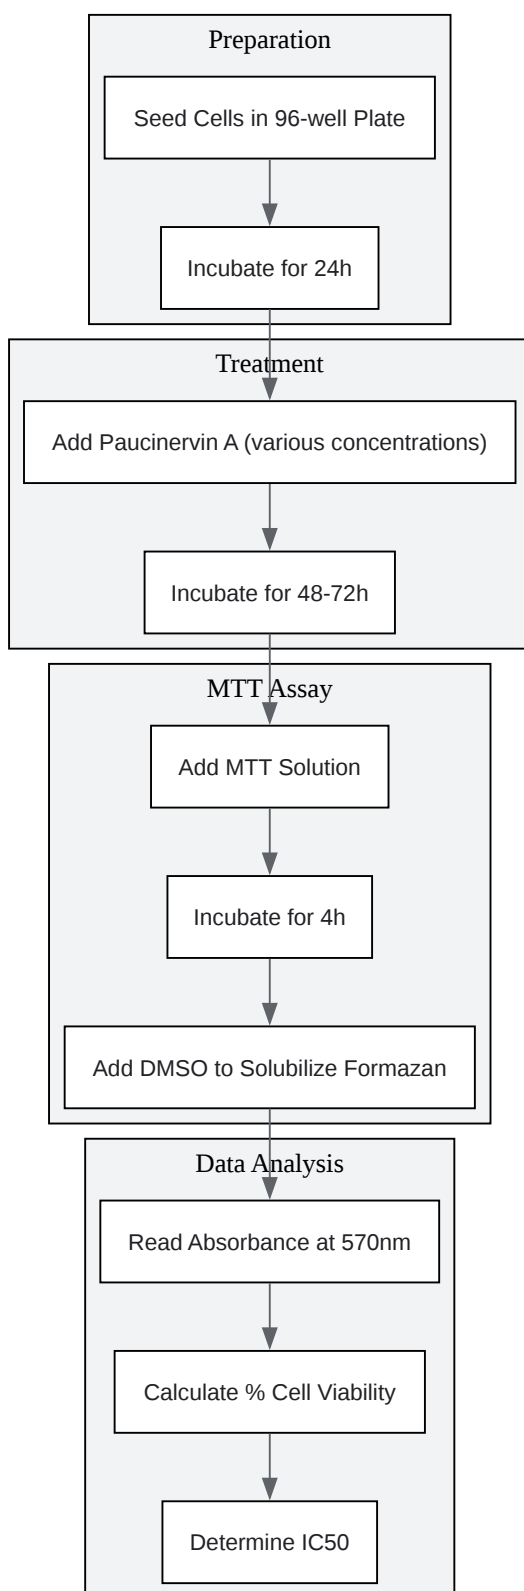 Preparation
Seed Cells in 96-well Plate
Incubate for 24h
Treatment
Add Paucinervin A (various concentrations)
Incubate for 48-72h
MTT Assay
Add MTT Solution
Incubate for 4h
Add DMSO to Solubilize Formazan
Data Analysis
Read Absorbance at 570nm
Calculate % Cell Viability
Determine IC50